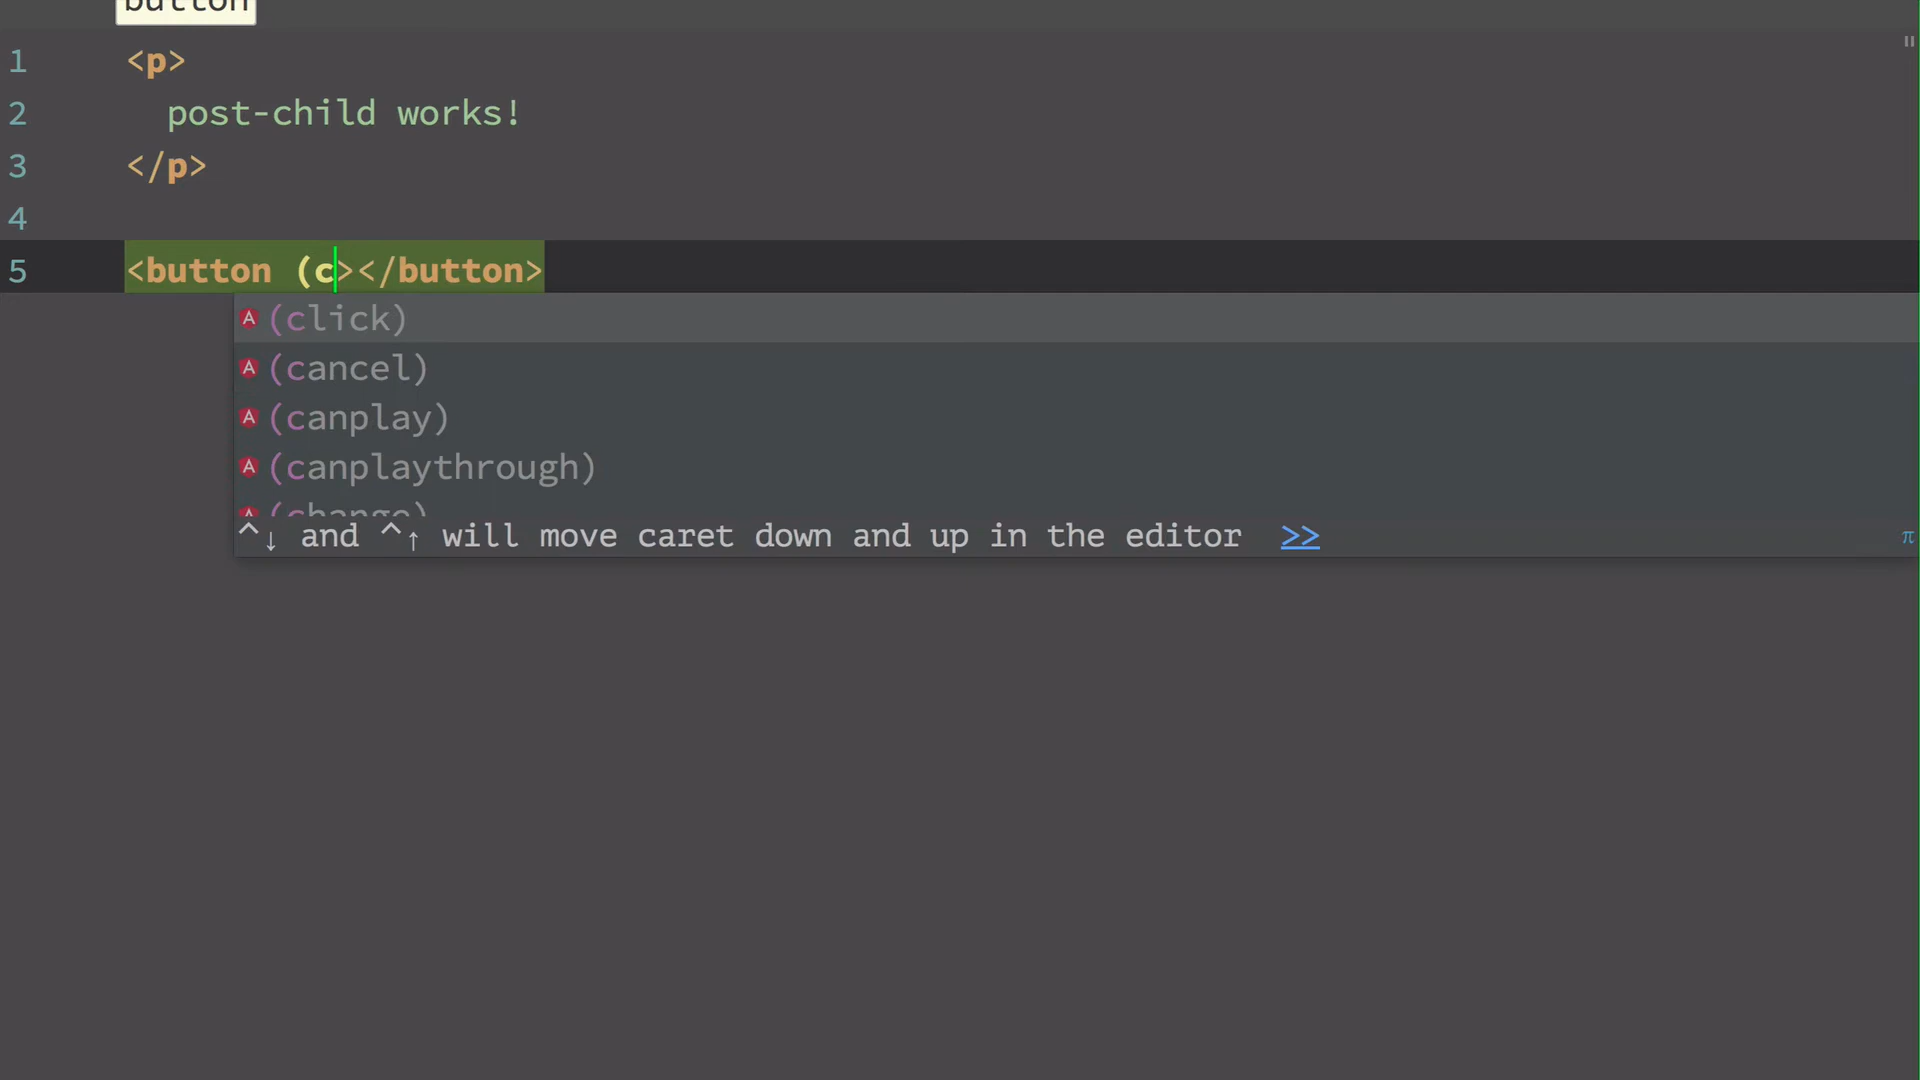 button
1 <p>
2 post-child works!
3 </p>
4
5 <button (c></button>
A (click)
A (cancel)
A (canplay)
A (canplaythrough)
A (change)
^↓ and ^↑ will move caret down and up in the editor >>
π